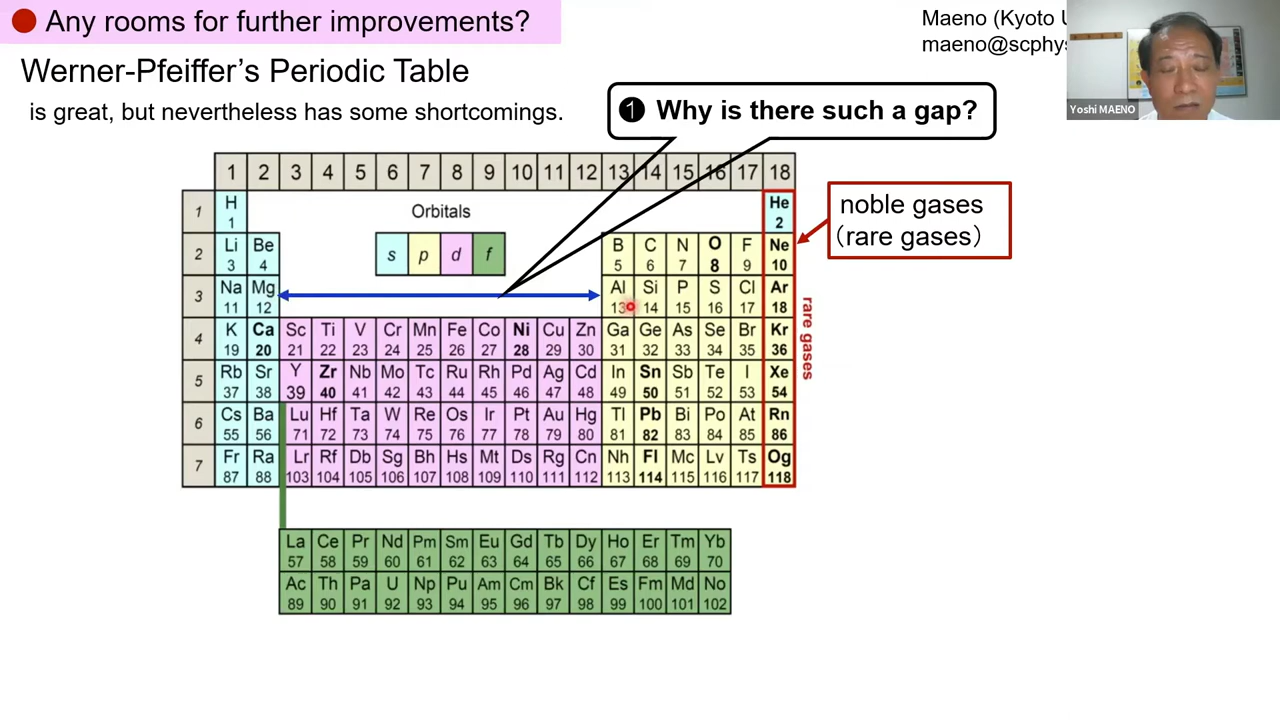 Any rooms for further improvements?
Maeno (Kyoto
maeno@scphys
Yoshi MAENO
Werner-Pfeiffer's Periodic Table
is great, but nevertheless has some shortcomings.
❶ Why is there such a gap?
noble gases
(rare gases)
rare gases
1 2 3 4 5 6 7 8 9 10 11 12 13 14 15 16 17 18
1 H He
1 2
Orbitals
s p d f
2 Li Be B C N O F Ne
3 4 5 6 7 8 9 10
3 Na Mg Al Si P S Cl Ar
11 12 13 14 15 16 17 18
4 K Ca Sc Ti V Cr Mn Fe Co Ni Cu Zn Ga Ge As Se Br Kr
19 20 21 22 23 24 25 26 27 28 29 30 31 32 33 34 35 36
5 Rb Sr Y Zr Nb Mo Tc Ru Rh Pd Ag Cd In Sn Sb Te I Xe
37 38 39 40 41 42 43 44 45 46 47 48 49 50 51 52 53 54
6 Cs Ba Lu Hf Ta W Re Os Ir Pt Au Hg Tl Pb Bi Po At Rn
55 56 71 72 73 74 75 76 77 78 79 80 81 82 83 84 85 86
7 Fr Ra Lr Rf Db Sg Bh Hs Mt Ds Rg Cn Nh Fl Mc Lv Ts Og
87 88 103 104 105 106 107 108 109 110 111 112 113 114 115 116 117 118
La Ce Pr Nd Pm Sm Eu Gd Tb Dy Ho Er Tm Yb
57 58 59 60 61 62 63 64 65 66 67 68 69 70
Ac Th Pa U Np Pu Am Cm Bk Cf Es Fm Md No
89 90 91 92 93 94 95 96 97 98 99 100 101 102